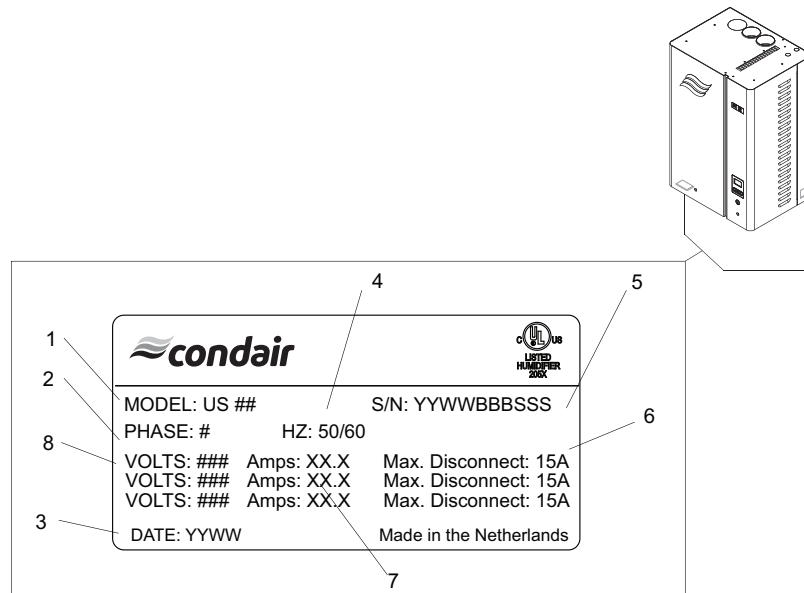 4
5
1
condair
C UL US
LISTED
HUMIDIFIER
205X
MODEL: US ## S/N: YYWWBBBSSS
2
PHASE: # HZ: 50/60
6
8
VOLTS: ### Amps: XX.X Max. Disconnect: 15A
VOLTS: ### Amps: XX.X Max. Disconnect: 15A
VOLTS: ### Amps: XX.X Max. Disconnect: 15A
3
DATE: YYWW Made in the Netherlands
7